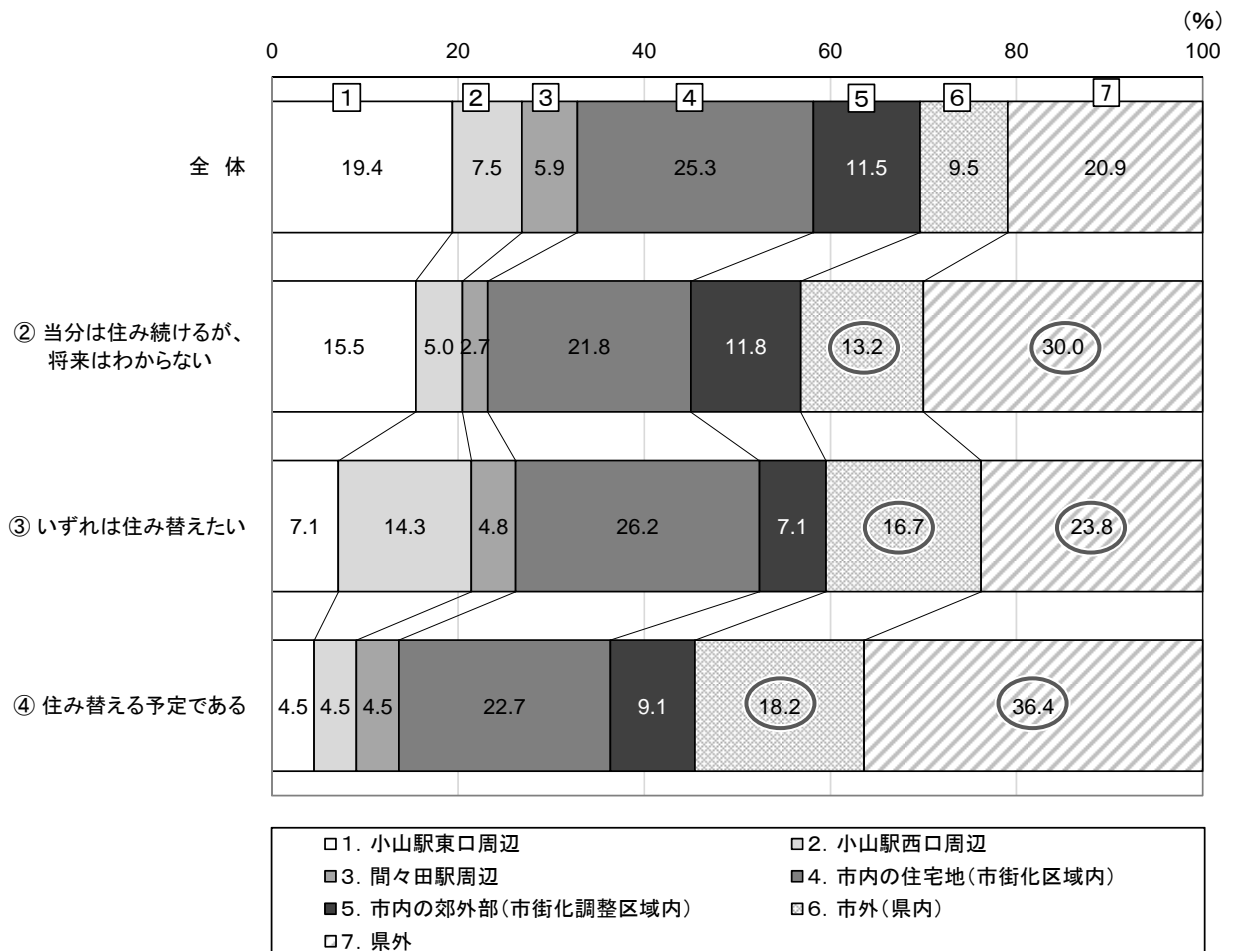 (%)
0 20 40 60 80 100
1 2 3 4 5 6 7
全 体 19.4 7.5 5.9 25.3 11.5 9.5 20.9
② 当分は住み続けるが、
将来はわからない
15.5 5.0 2.7 21.8 11.8 13.2 30.0
③ いずれは住み替えたい 7.1 14.3 4.8 26.2 7.1 16.7 23.8
④ 住み替える予定である 4.5 4.5 4.5 22.7 9.1 18.2 36.4
1．小山駅東口周辺 2．小山駅西口周辺
3．間々田駅周辺 4．市内の住宅地（市街化区域内）
5．市内の郊外部（市街化調整区域内） 6．市外（県内）
7．県外